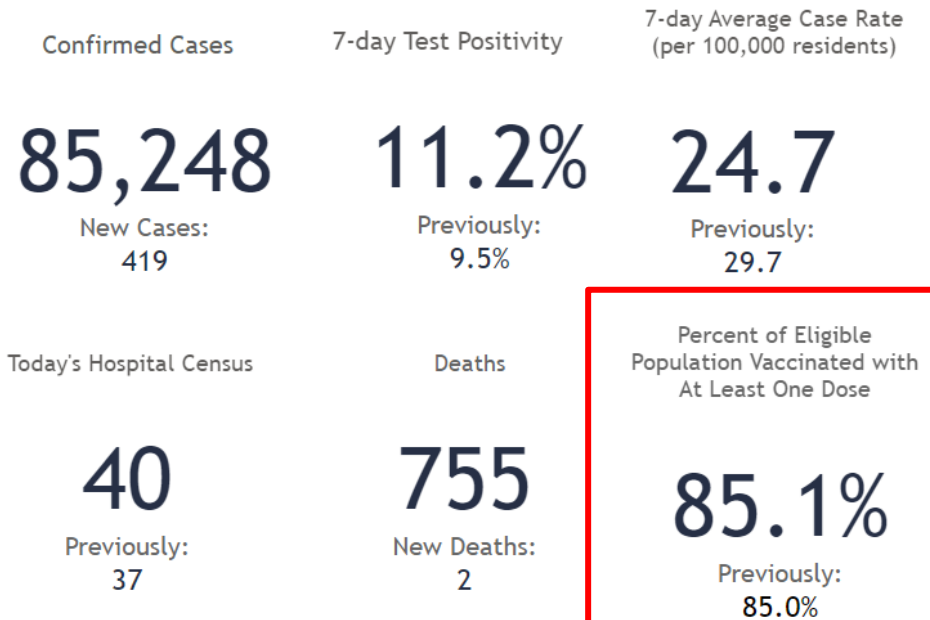 Confirmed Cases
85,248
New Cases:
419
7-day Test Positivity
11.2%
Previously:
9.5%
7-day Average Case Rate
(per 100,000 residents)
24.7
Previously:
29.7
Today's Hospital Census
40
Previously:
37
Deaths
755
New Deaths:
2
Percent of Eligible
Population Vaccinated with
At Least One Dose
85.1%
Previously:
85.0%